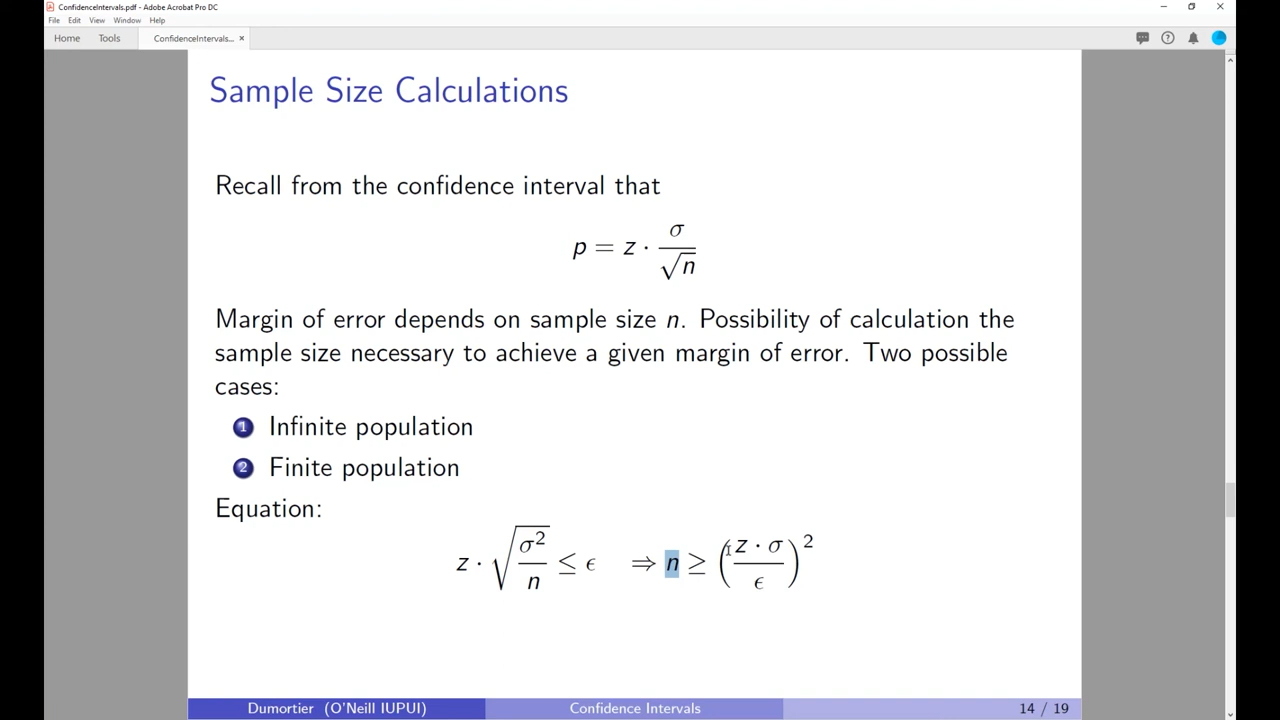 ConfidenceIntervals.pdf - Adobe Acrobat Pro DC
File Edit View Window Help
Home Tools ConfidenceIntervals... ×
Sample Size Calculations
Recall from the confidence interval that
p = z · σ / √n
Margin of error depends on sample size n. Possibility of calculation the
sample size necessary to achieve a given margin of error. Two possible
cases:
1 Infinite population
2 Finite population
Equation:
z · √(σ² / n) ≤ ϵ ⇒ n ≥ (z · σ / ϵ)²
Dumortier (O'Neill IUPUI) Confidence Intervals 14 / 19